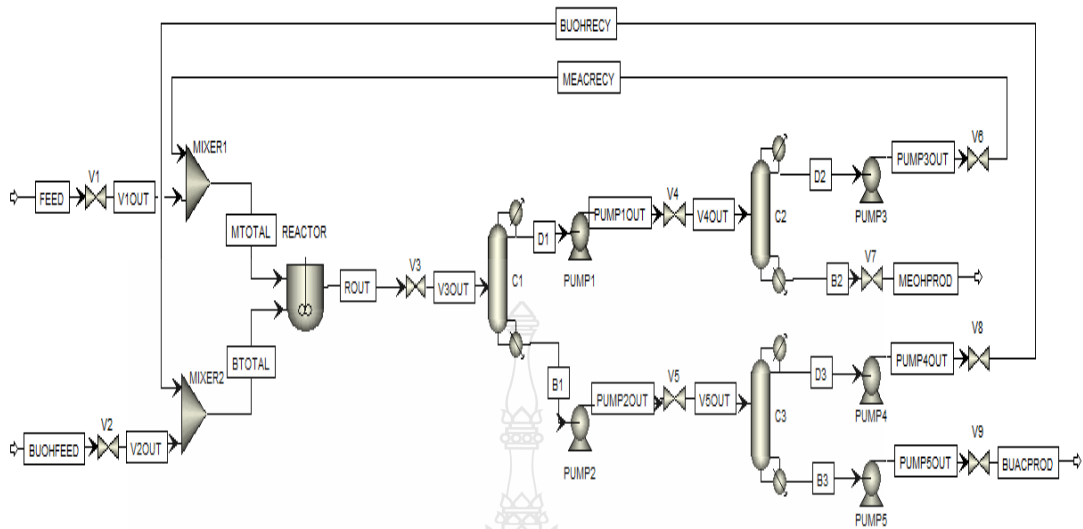 BUOHRECY
MEACRECY
MIXER1
V1
FEED
V1OUT
MTOTAL
REACTOR
ROUT
V3
V3OUT
C1
D1
PUMP1
PUMP1OUT
V4
V4OUT
C2
D2
PUMP3
PUMP3OUT
V6
B2
V7
MEOHPROD
BTOTAL
MIXER2
V2
BUOHFEED
V2OUT
B1
PUMP2
PUMP2OUT
V5
V5OUT
C3
D3
PUMP4
PUMP4OUT
V8
B3
PUMP5
PUMP5OUT
V9
BUACPROD